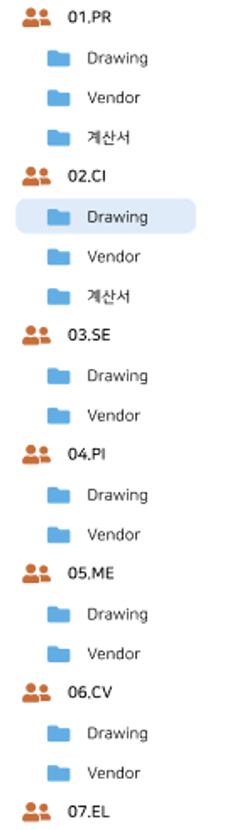 01.PR
Drawing
Vendor
계산서
02.CI
Drawing
Vendor
계산서
03.SE
Drawing
Vendor
04.PI
Drawing
Vendor
05.ME
Drawing
Vendor
06.CV
Drawing
Vendor
07.EL